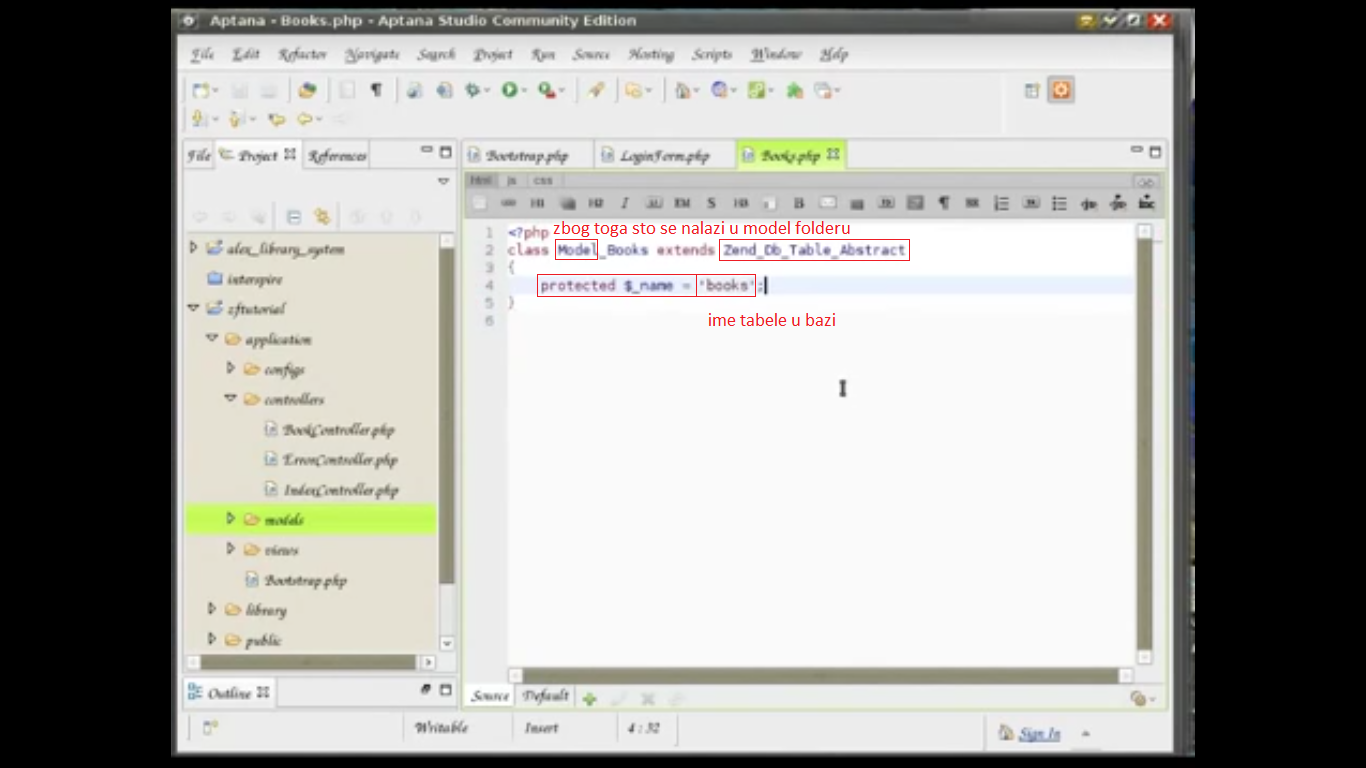 Aptana - Books.php - Aptana Studio Community Edition
File Edit Refactor Navigate Search Project Run Source Hosting Scripts Window Help
File Project References
Bootstrap.php LoginForm.php Books.php
html js css
alex_library_system
interspire
zftutorial
application
configs
controllers
BookController.php
ErrorController.php
IndexController.php
models
views
Bootstrap.php
library
public
1 <?php
zbog toga sto se nalazi u model folderu
2 class Model_Books extends Zend_Db_Table_Abstract
3 {
4 protected $_name = 'books';
5 }
ime tabele u bazi
6
Outline
Source Default
Writable Insert 4 : 32 Sign In